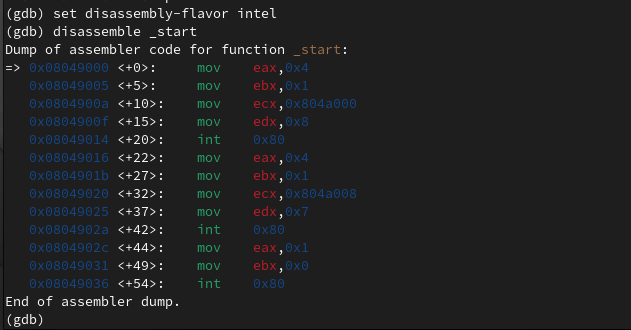 (gdb) set disassembly-flavor intel
(gdb) disassemble _start
Dump of assembler code for function _start:
=> 0x08049000 <+0>:     mov    eax,0x4
   0x08049005 <+5>:     mov    ebx,0x1
   0x0804900a <+10>:    mov    ecx,0x804a000
   0x0804900f <+15>:    mov    edx,0x8
   0x08049014 <+20>:    int    0x80
   0x08049016 <+22>:    mov    eax,0x4
   0x0804901b <+27>:    mov    ebx,0x1
   0x08049020 <+32>:    mov    ecx,0x804a008
   0x08049025 <+37>:    mov    edx,0x7
   0x0804902a <+42>:    int    0x80
   0x0804902c <+44>:    mov    eax,0x1
   0x08049031 <+49>:    mov    ebx,0x0
   0x08049036 <+54>:    int    0x80
End of assembler dump.
(gdb)